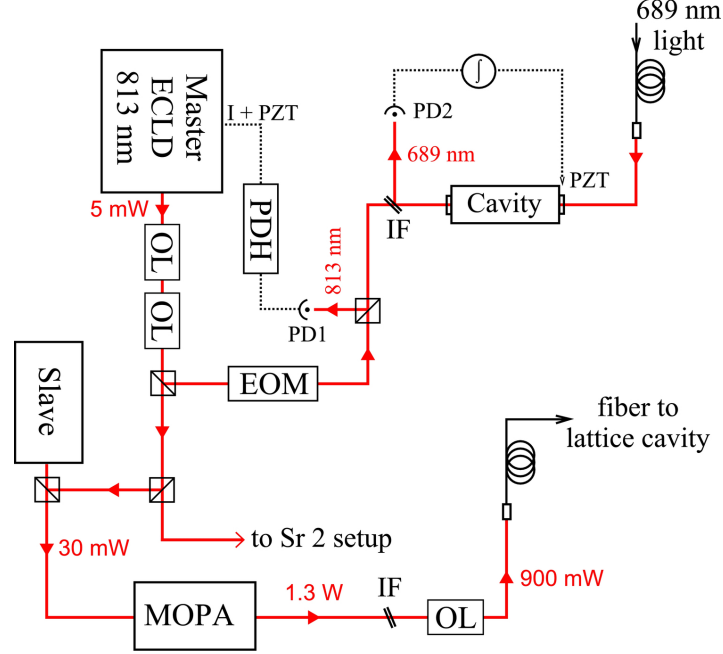 689 nm
light
Master
ECLD
813 nm
I + PZT
PD2
∫
689 nm
PZT
Cavity
IF
5 mW
OL
PDH
813 nm
OL
PD1
EOM
Slave
fiber to
lattice cavity
to Sr 2 setup
30 mW
MOPA
1.3 W
IF
OL
900 mW